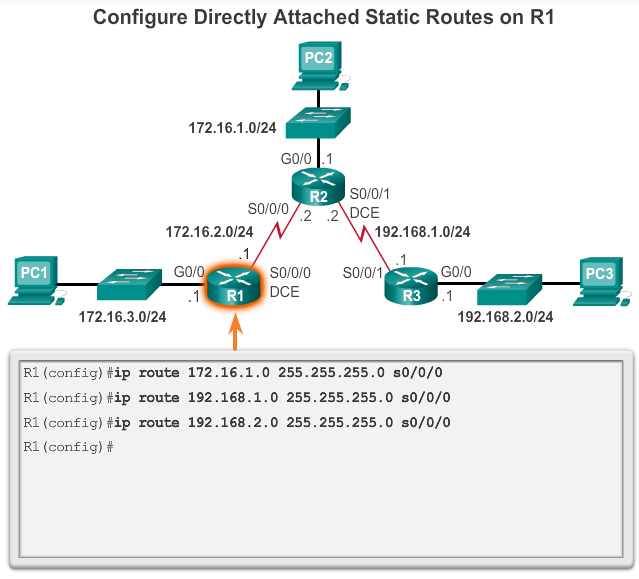 Configure Directly Attached Static Routes on R1
PC2
172.16.1.0/24
G0/0 .1
R2
S0/0/1
DCE
S0/0/0
.2 .2
172.16.2.0/24
192.168.1.0/24
.1
.1
PC1
G0/0
S0/0/0
DCE
S0/0/1
G0/0
PC3
.1
R1
R3
.1
172.16.3.0/24
192.168.2.0/24
R1(config)#ip route 172.16.1.0 255.255.255.0 s0/0/0
R1(config)#ip route 192.168.1.0 255.255.255.0 s0/0/0
R1(config)#ip route 192.168.2.0 255.255.255.0 s0/0/0
R1(config)#